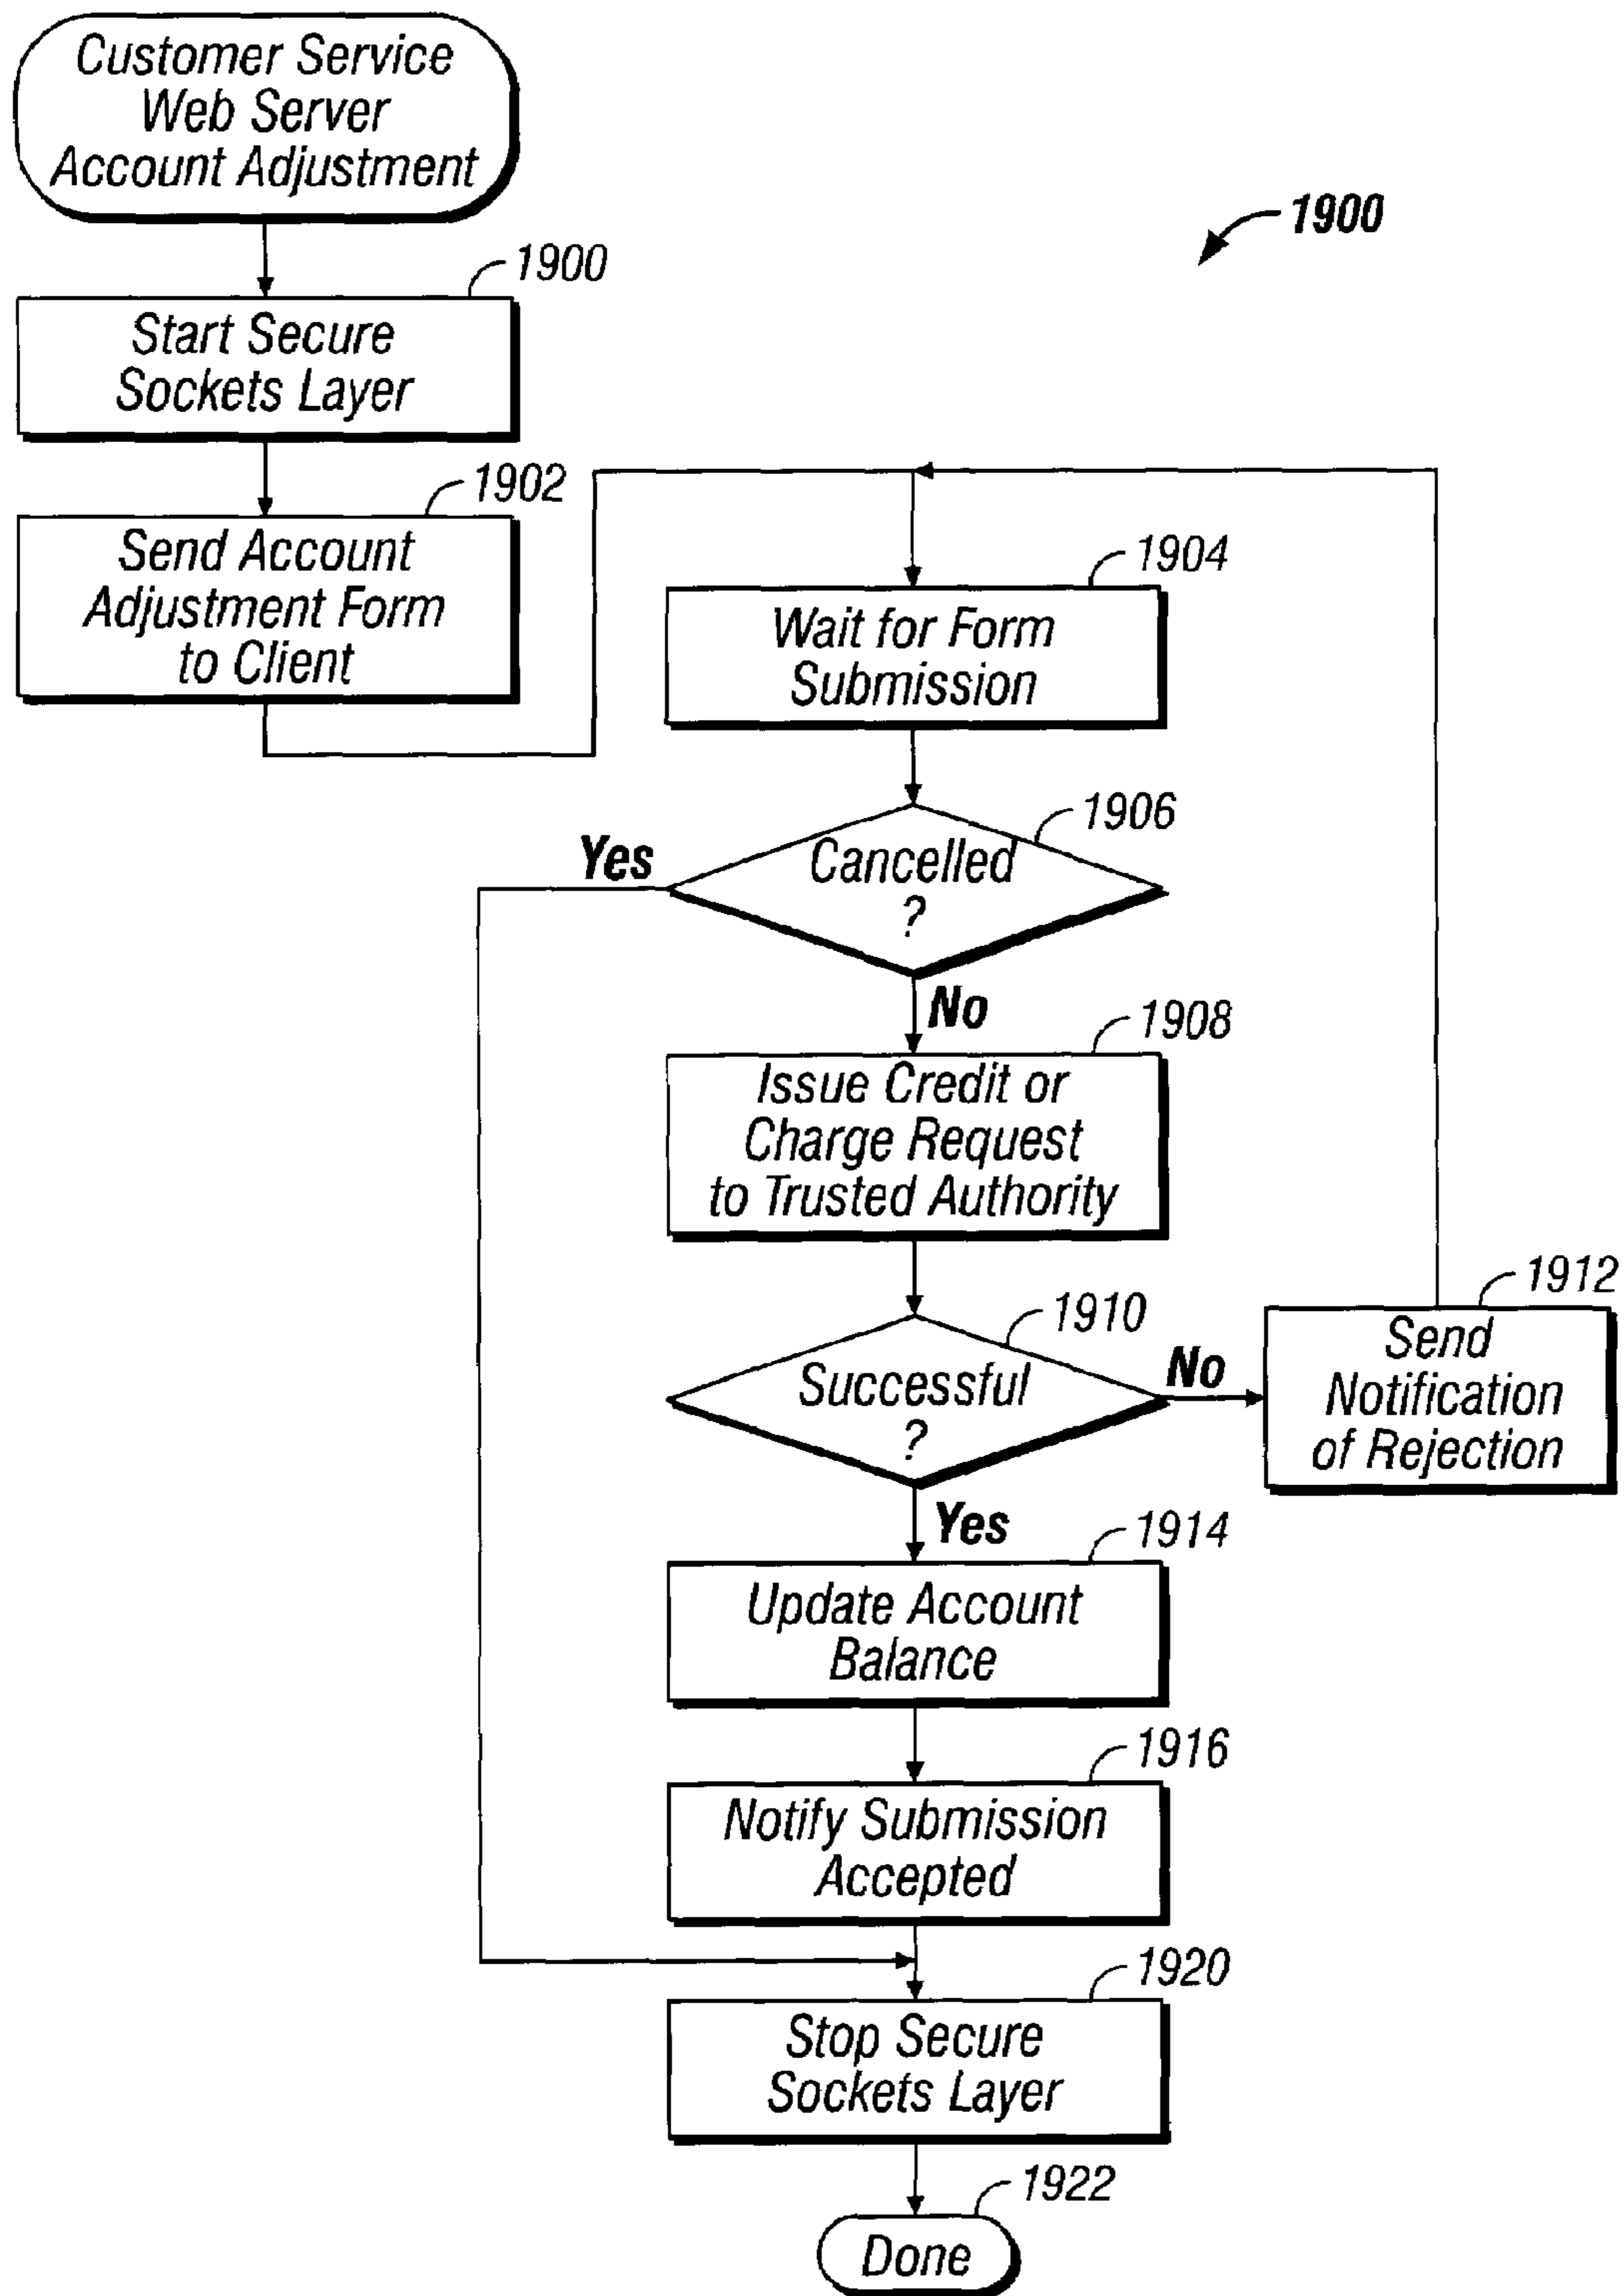 Customer Service
Web Server
Account Adjustment
1900
1900
Start Secure
Sockets Layer
1902
Send Account
Adjustment Form
to Client
1904
Wait for Form
Submission
1906
Cancelled
?
Yes
No
1908
Issue Credit or
Charge Request
to Trusted Authority
1910
Successful
?
No
1912
Send
Notification
of Rejection
Yes
1914
Update Account
Balance
1916
Notify Submission
Accepted
1920
Stop Secure
Sockets Layer
1922
Done